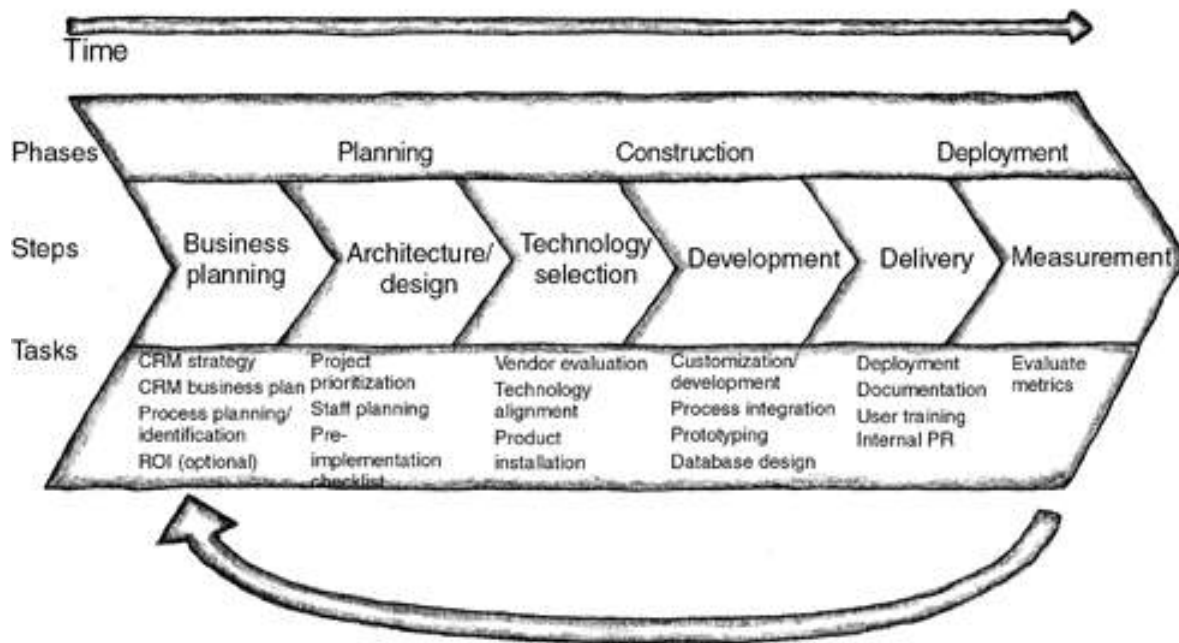 Time
Phases
Planning
Construction
Deployment
Steps
Business
planning
Architecture/
design
Technology
selection
Development
Delivery
Measurement
Tasks
CRM strategy
CRM business plan
Process planning/
identification
ROI (optional)
Project
prioritization
Staff planning
Pre-
implementation
checklist
Vendor evaluation
Technology
alignment
Product
installation
Customization/
development
Process integration
Prototyping
Database design
Deployment
Documentation
User training
Internal PR
Evaluate
metrics